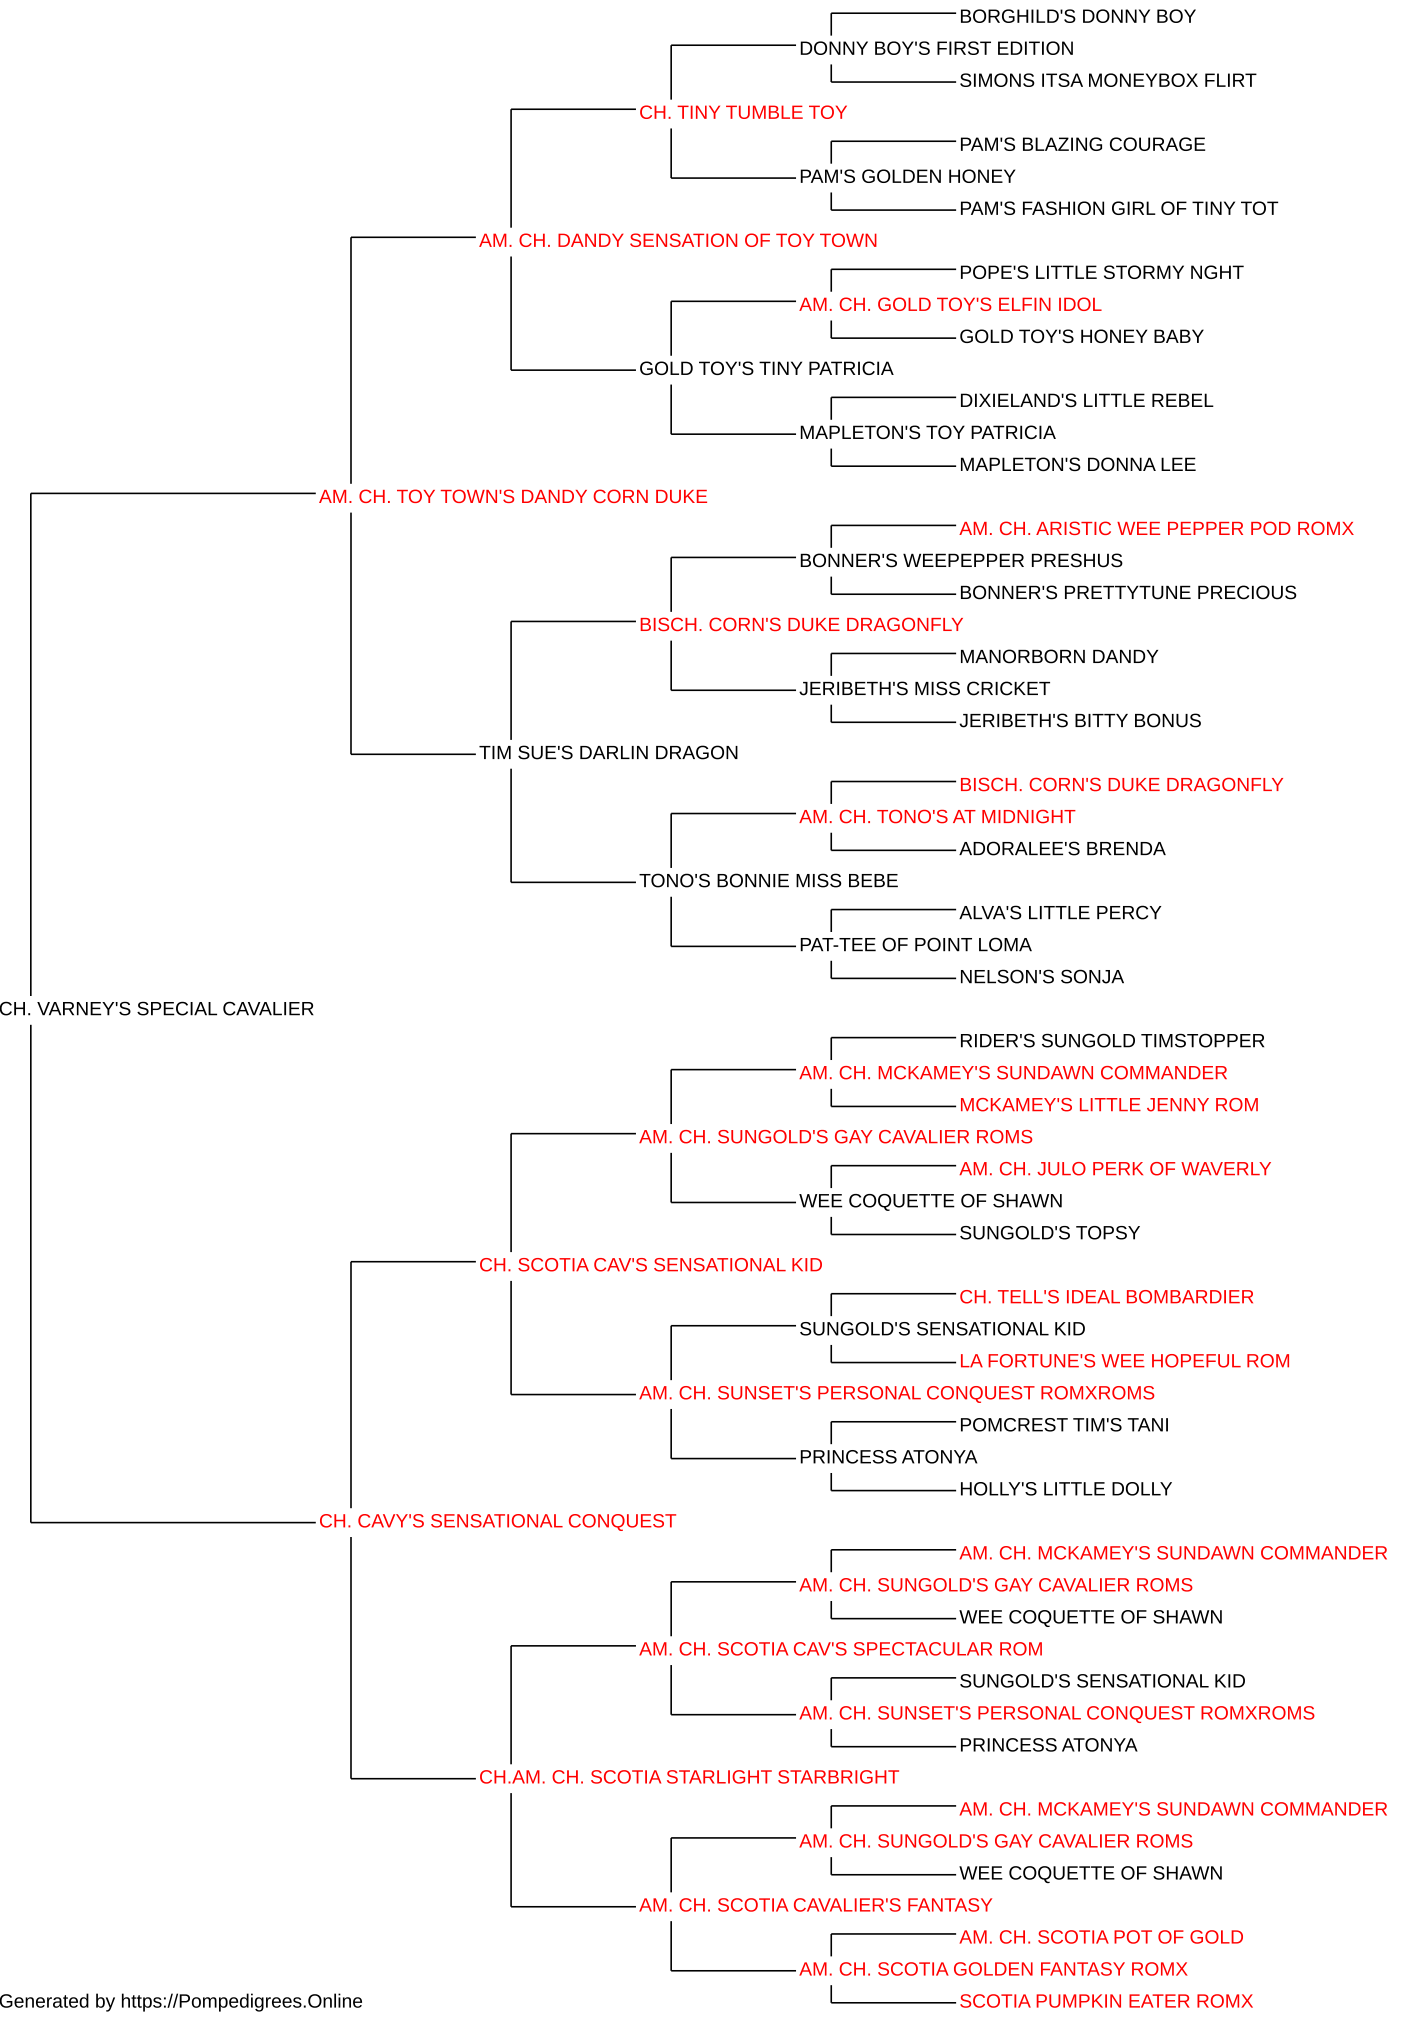 BORGHILD'S DONNY BOY
DONNY BOY'S FIRST EDITION
SIMONS ITSA MONEYBOX FLIRT
CH. TINY TUMBLE TOY
PAM'S BLAZING COURAGE
PAM'S GOLDEN HONEY
PAM'S FASHION GIRL OF TINY TOT
AM. CH. DANDY SENSATION OF TOY TOWN
POPE'S LITTLE STORMY NGHT
AM. CH. GOLD TOY'S ELFIN IDOL
GOLD TOY'S HONEY BABY
GOLD TOY'S TINY PATRICIA
DIXIELAND'S LITTLE REBEL
MAPLETON'S TOY PATRICIA
MAPLETON'S DONNA LEE
AM. CH. TOY TOWN'S DANDY CORN DUKE
AM. CH. ARISTIC WEE PEPPER POD ROMX
BONNER'S WEEPEPPER PRESHUS
BONNER'S PRETTYTUNE PRECIOUS
BISCH. CORN'S DUKE DRAGONFLY
MANORBORN DANDY
JERIBETH'S MISS CRICKET
JERIBETH'S BITTY BONUS
TIM SUE'S DARLIN DRAGON
BISCH. CORN'S DUKE DRAGONFLY
AM. CH. TONO'S AT MIDNIGHT
ADORALEE'S BRENDA
TONO'S BONNIE MISS BEBE
ALVA'S LITTLE PERCY
PAT-TEE OF POINT LOMA
NELSON'S SONJA
CH. VARNEY'S SPECIAL CAVALIER
RIDER'S SUNGOLD TIMSTOPPER
AM. CH. MCKAMEY'S SUNDAWN COMMANDER
MCKAMEY'S LITTLE JENNY ROM
AM. CH. SUNGOLD'S GAY CAVALIER ROMS
AM. CH. JULO PERK OF WAVERLY
WEE COQUETTE OF SHAWN
SUNGOLD'S TOPSY
CH. SCOTIA CAV'S SENSATIONAL KID
CH. TELL'S IDEAL BOMBARDIER
SUNGOLD'S SENSATIONAL KID
LA FORTUNE'S WEE HOPEFUL ROM
AM. CH. SUNSET'S PERSONAL CONQUEST ROMXROMS
POMCREST TIM'S TANI
PRINCESS ATONYA
HOLLY'S LITTLE DOLLY
CH. CAVY'S SENSATIONAL CONQUEST
AM. CH. MCKAMEY'S SUNDAWN COMMANDER
AM. CH. SUNGOLD'S GAY CAVALIER ROMS
WEE COQUETTE OF SHAWN
AM. CH. SCOTIA CAV'S SPECTACULAR ROM
SUNGOLD'S SENSATIONAL KID
AM. CH. SUNSET'S PERSONAL CONQUEST ROMXROMS
PRINCESS ATONYA
CH.AM. CH. SCOTIA STARLIGHT STARBRIGHT
AM. CH. MCKAMEY'S SUNDAWN COMMANDER
AM. CH. SUNGOLD'S GAY CAVALIER ROMS
WEE COQUETTE OF SHAWN
AM. CH. SCOTIA CAVALIER'S FANTASY
AM. CH. SCOTIA POT OF GOLD
AM. CH. SCOTIA GOLDEN FANTASY ROMX
SCOTIA PUMPKIN EATER ROMX
Generated by https://Pompedigrees.Online